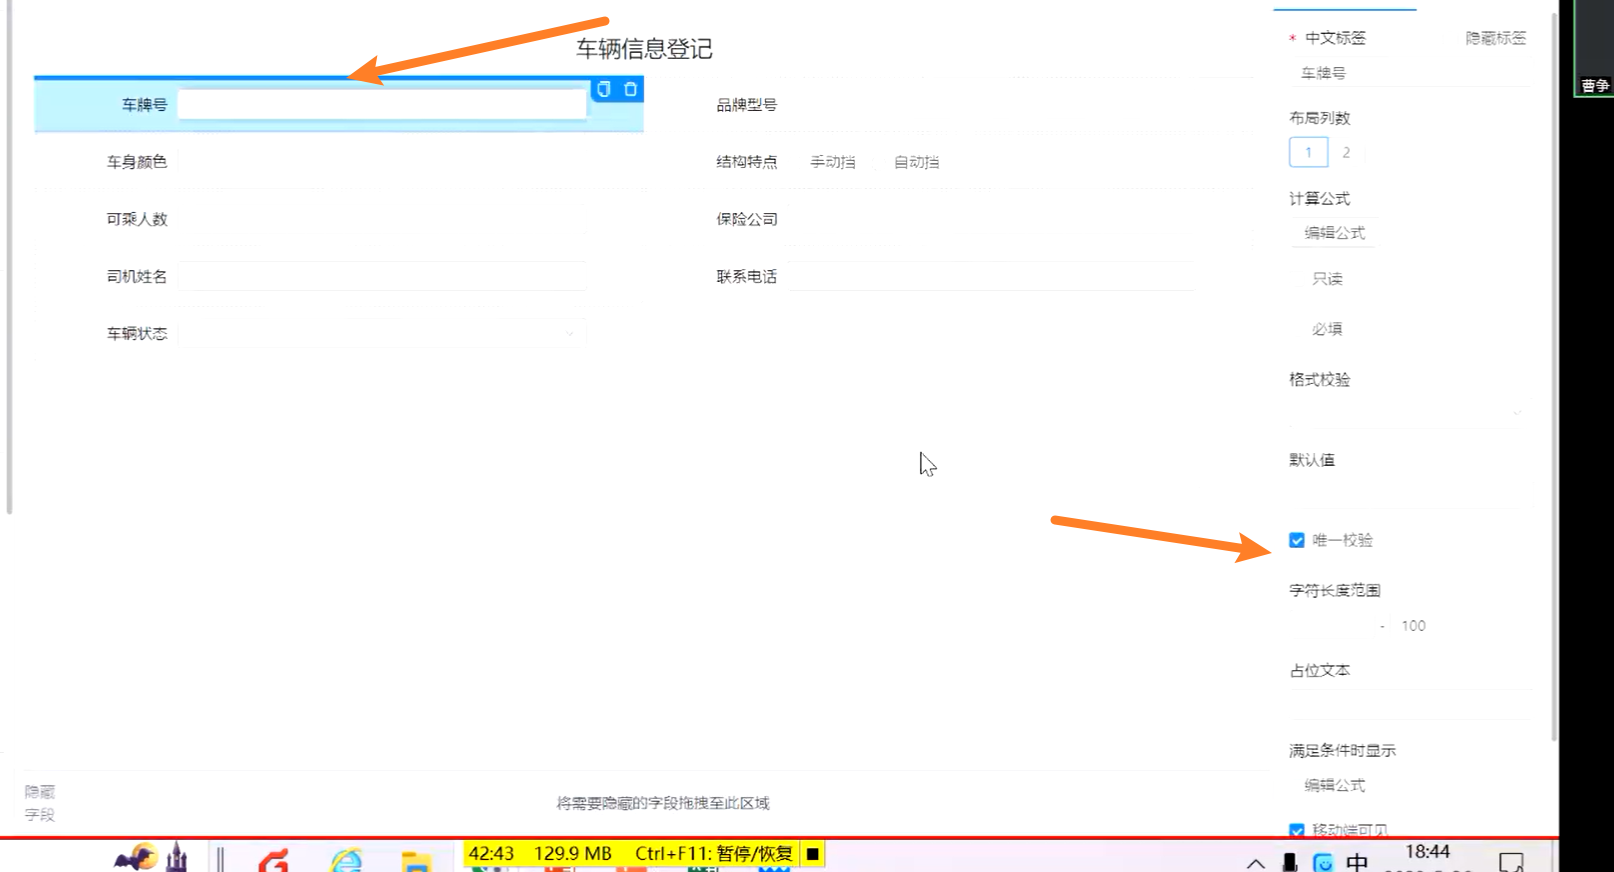 车辆信息登记
车牌号
品牌型号
车身颜色
结构特点 手动挡 自动挡
可乘人数
保险公司
司机姓名
联系电话
车辆状态
隐藏
字段
将需要隐藏的字段拖拽至此区域
* 中文标签 隐藏标签
车牌号
布局列数
1 2
计算公式
编辑公式
只读
必填
格式校验
默认值
唯一校验
字符长度范围
- 100
占位文本
满足条件时显示
编辑公式
移动端可见
曹争
42:43 129.9 MB Ctrl+F11: 暂停/恢复
中
18:44